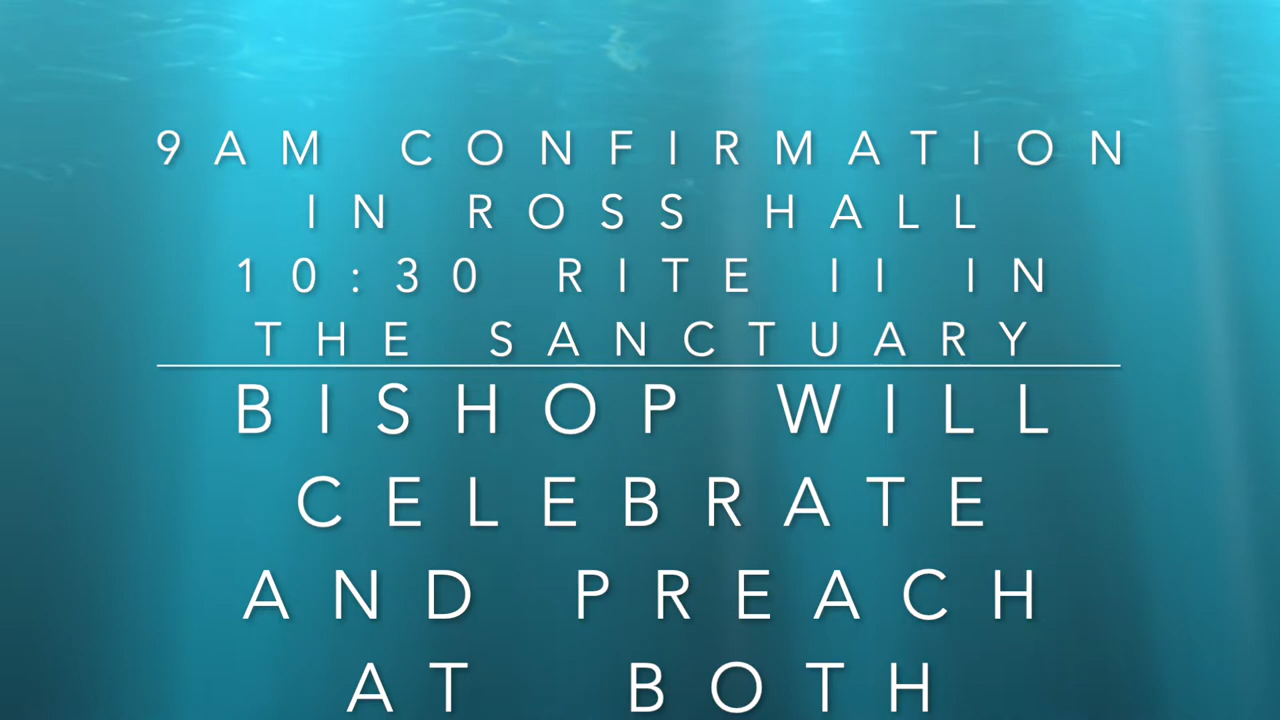 9AM CONFIRMATION
IN ROSS HALL
10:30 RITE II IN
THE SANCTUARY
BISHOP WILL
CELEBRATE
AND PREACH
AT BOTH